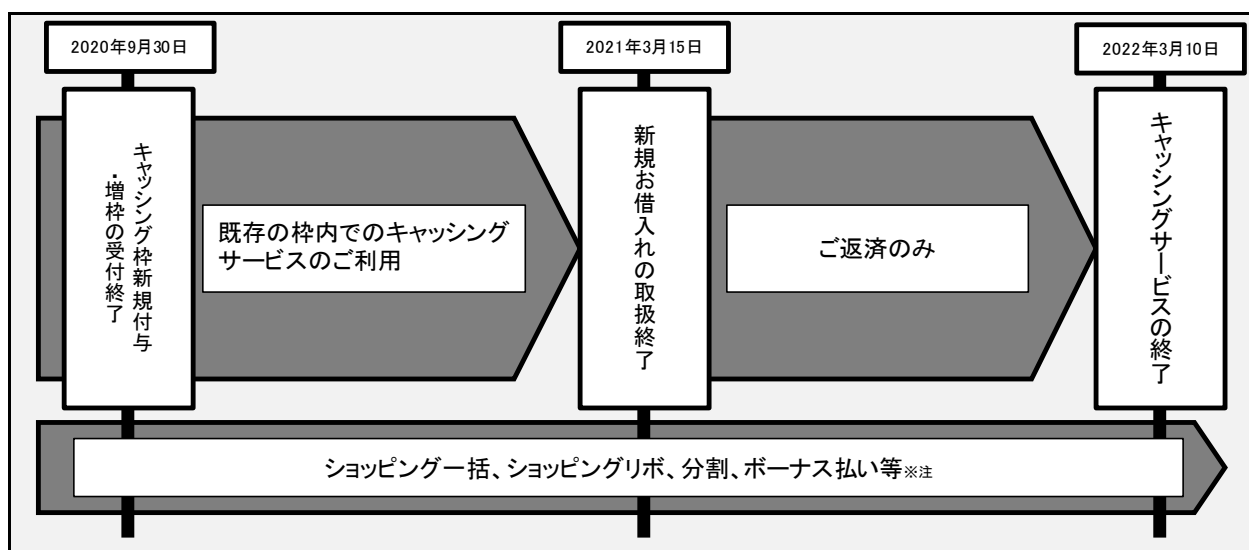 2020年9月30日
2021年3月15日
2022年3月10日
キャッシング枠新規付与
・増枠の受付終了
既存の枠内でのキャッシング
サービスのご利用
新規お借入れの取扱終了
ご返済のみ
キャッシングサービスの終了
ショッピング一括、ショッピングリボ、分割、ボーナス払い等※注